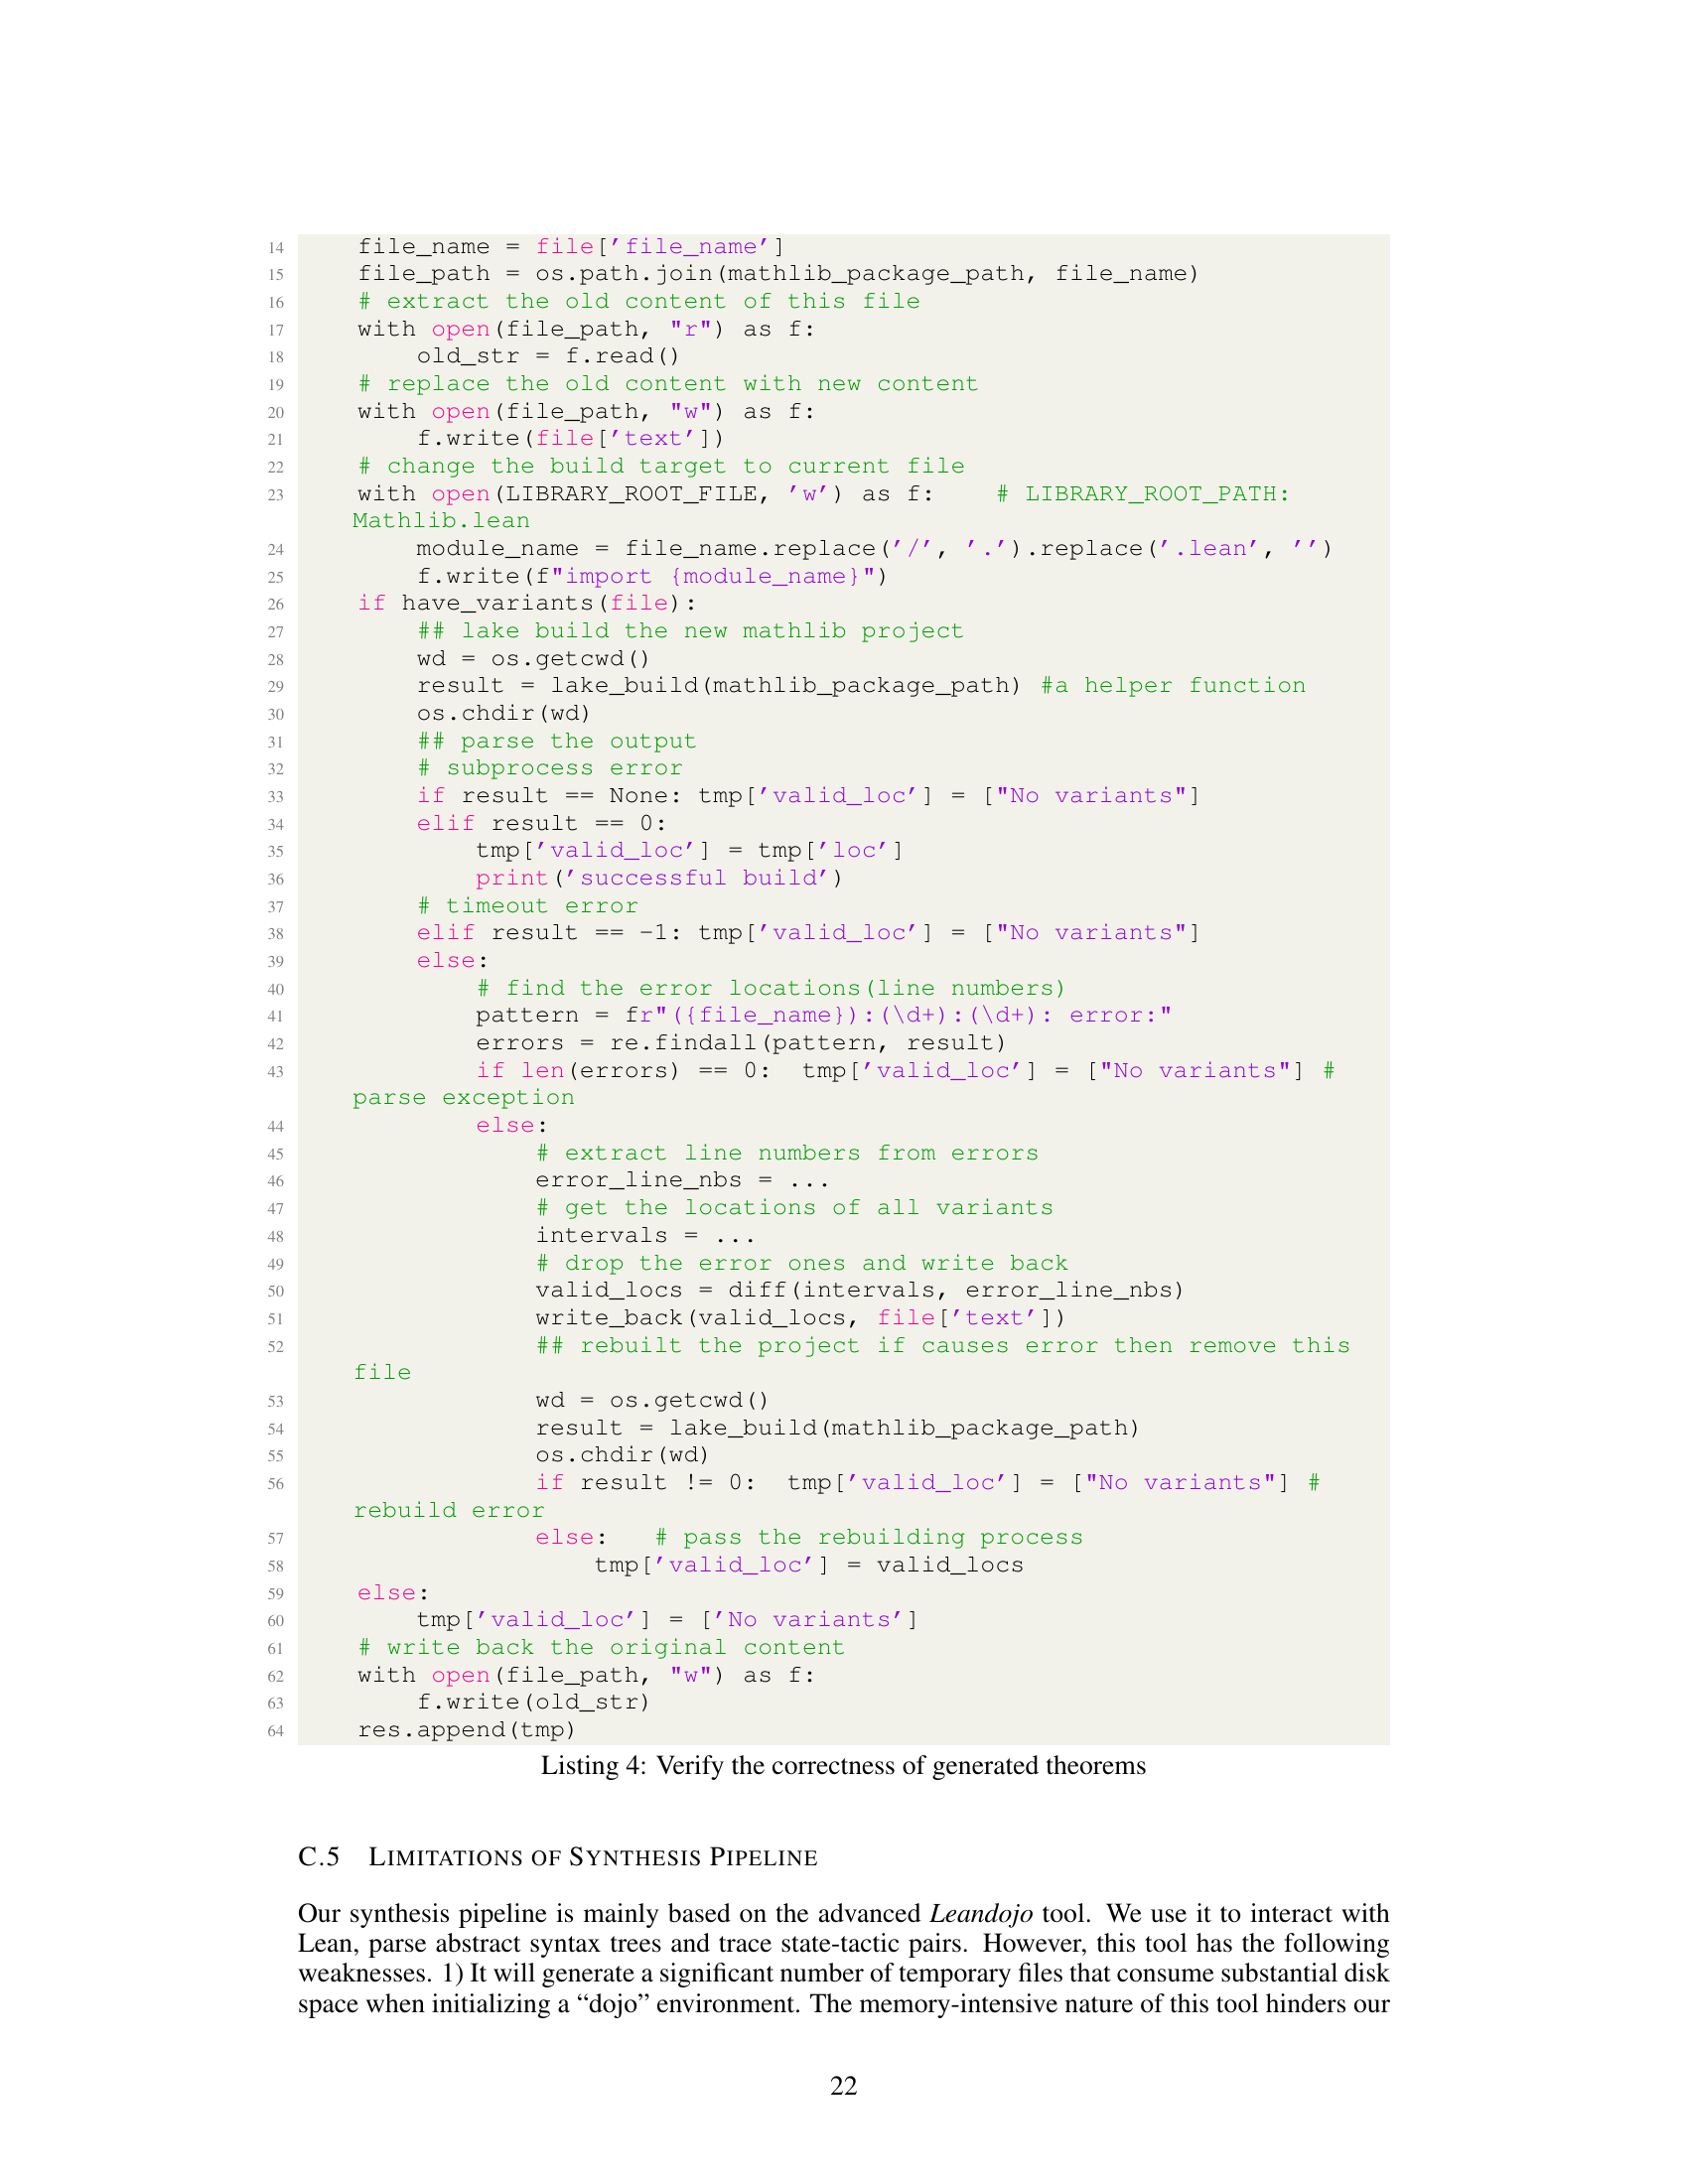 14 file_name = file['file_name']
15 file_path = os.path.join(mathlib_package_path, file_name)
16 # extract the old content of this file
17 with open(file_path, "r") as f:
18     old_str = f.read()
19 # replace the old content with new content
20 with open(file_path, "w") as f:
21     f.write(file['text'])
22 # change the build target to current file
23 with open(LIBRARY_ROOT_FILE, 'w') as f:    # LIBRARY_ROOT_PATH:
Mathlib.lean
24     module_name = file_name.replace('/', '.').replace('.lean', '')
25     f.write(f"import {module_name}")
26 if have_variants(file):
27     ## lake build the new mathlib project
28     wd = os.getcwd()
29     result = lake_build(mathlib_package_path) #a helper function
30     os.chdir(wd)
31     ## parse the output
32     # subprocess error
33     if result == None: tmp['valid_loc'] = ["No variants"]
34     elif result == 0:
35         tmp['valid_loc'] = tmp['loc']
36         print('successful build')
37     # timeout error
38     elif result == -1: tmp['valid_loc'] = ["No variants"]
39     else:
40         # find the error locations(line numbers)
41         pattern = fr"({file_name}):(\d+):(\d+): error:"
42         errors = re.findall(pattern, result)
43         if len(errors) == 0:  tmp['valid_loc'] = ["No variants"] #
parse exception
44         else:
45             # extract line numbers from errors
46             error_line_nbs = ...
47             # get the locations of all variants
48             intervals = ...
49             # drop the error ones and write back
50             valid_locs = diff(intervals, error_line_nbs)
51             write_back(valid_locs, file['text'])
52             ## rebuilt the project if causes error then remove this
file
53             wd = os.getcwd()
54             result = lake_build(mathlib_package_path)
55             os.chdir(wd)
56             if result != 0:  tmp['valid_loc'] = ["No variants"] #
rebuild error
57             else:   # pass the rebuilding process
58                 tmp['valid_loc'] = valid_locs
59 else:
60     tmp['valid_loc'] = ['No variants']
61 # write back the original content
62 with open(file_path, "w") as f:
63     f.write(old_str)
64 res.append(tmp)
Listing 4: Verify the correctness of generated theorems
C.5 LIMITATIONS OF SYNTHESIS PIPELINE
Our synthesis pipeline is mainly based on the advanced Leandojo tool. We use it to interact with
Lean, parse abstract syntax trees and trace state-tactic pairs. However, this tool has the following
weaknesses. 1) It will generate a significant number of temporary files that consume substantial disk
space when initializing a “dojo” environment. The memory-intensive nature of this tool hinders our
22